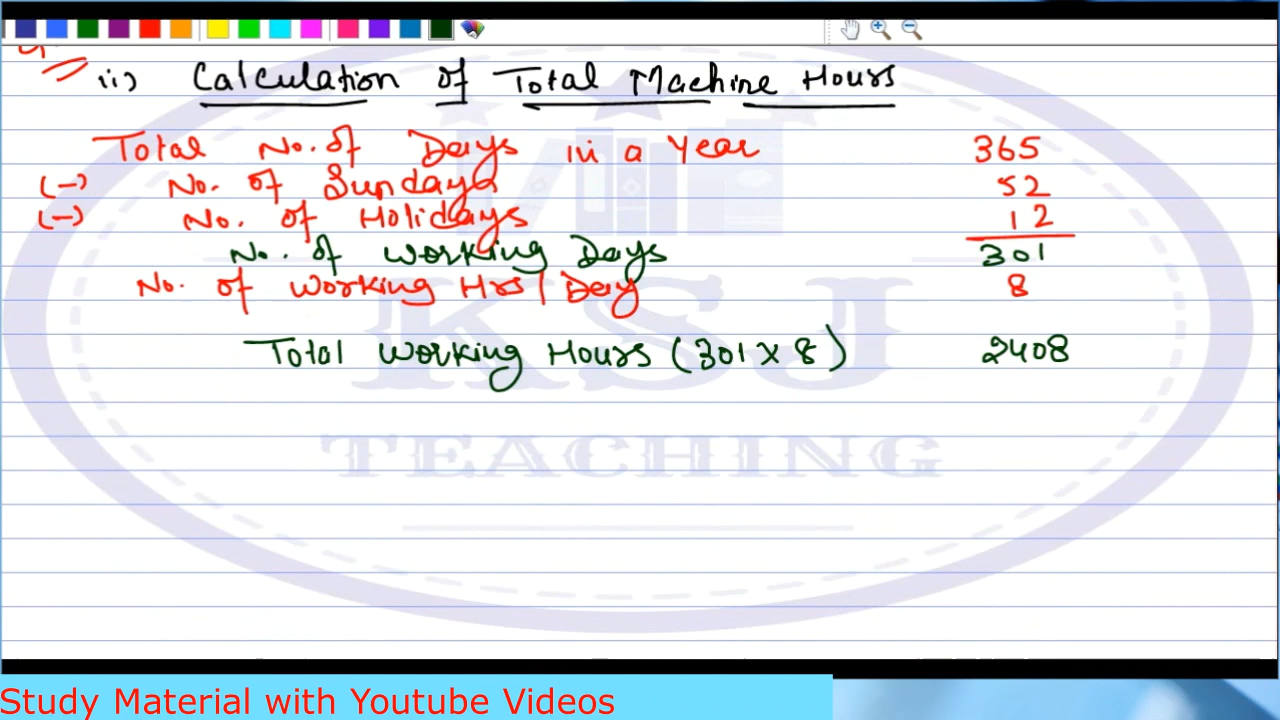 ii) Calculation of Total Machine Hours
Total No. of Days in a Year 365
(-) No. of Sundays 52
(-) No. of Holidays 12
No. of Working Days 301
No. of Working Hrs / Day 8
Total Working Hours (301 x 8) 2408
KSJ
TEACHING
Study Material with Youtube Videos